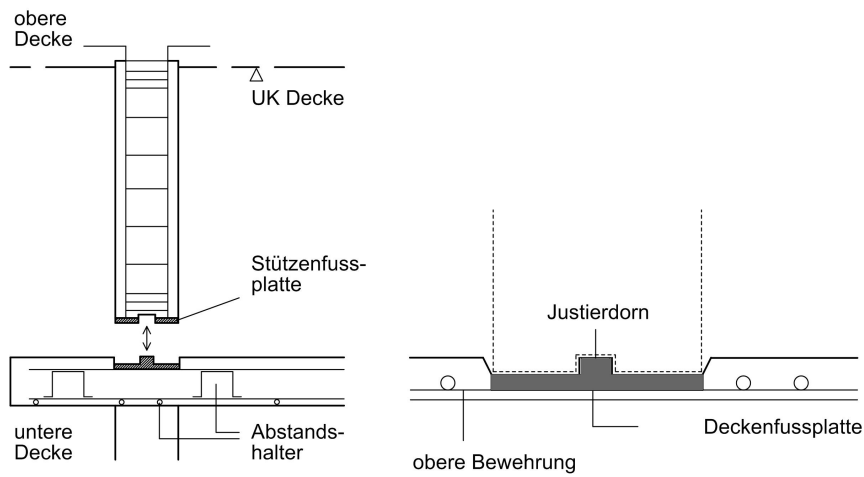 obere
Decke
UK Decke
Stützenfuss-
platte
untere
Decke
Abstands-
halter
Justierdorn
Deckenfussplatte
obere Bewehrung